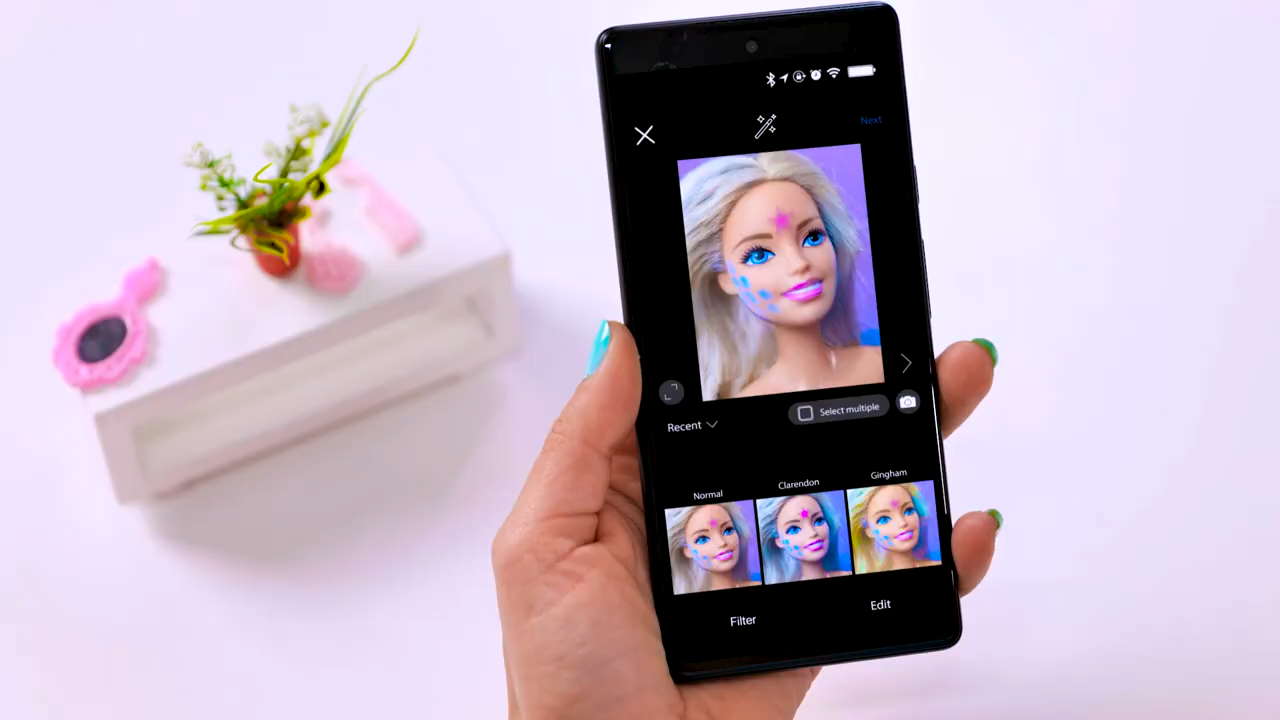 Next
Select multiple
Recent
Normal
Clarendon
Gingham
Filter
Edit